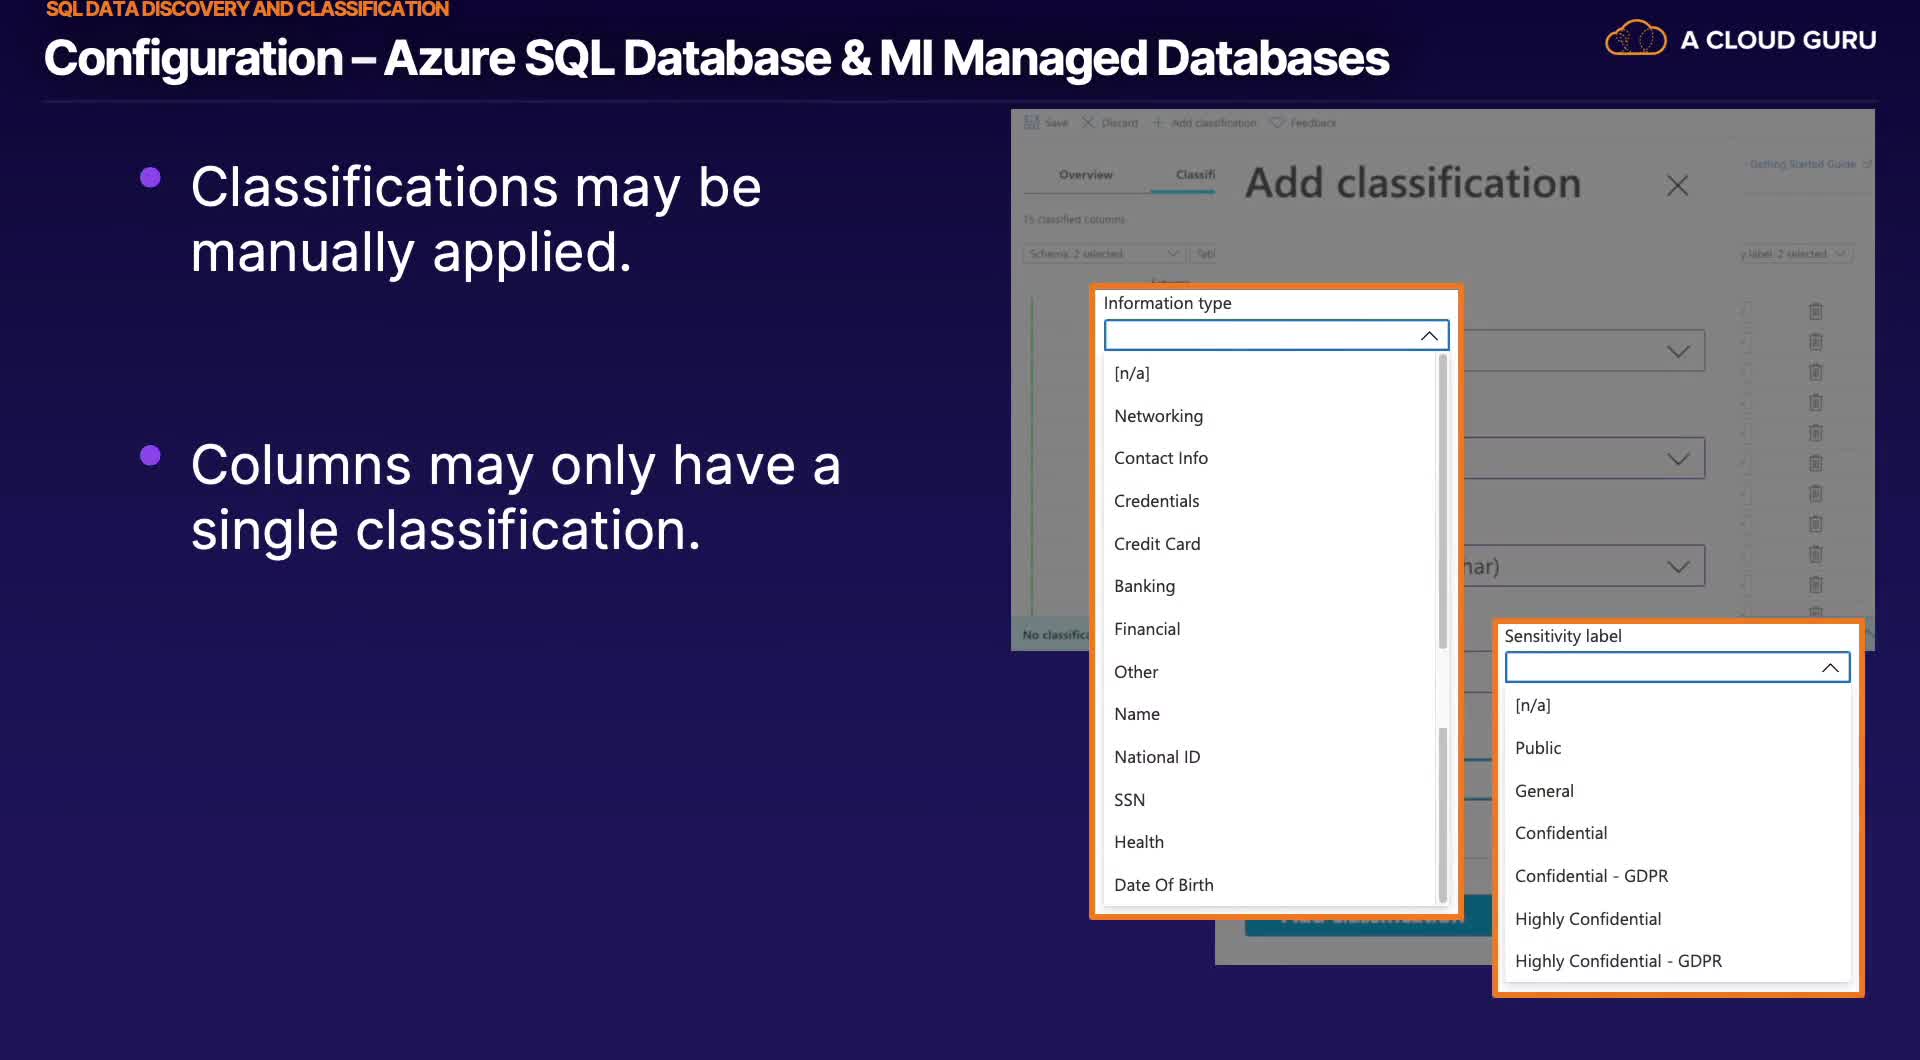 SQL DATA DISCOVERY AND CLASSIFICATION
Configuration – Azure SQL Database & MI Managed Databases
A CLOUD GURU
Classifications may be
manually applied.
Columns may only have a
single classification.
Save Discard Add classification Feedback
Getting Started Guide
Overview Classifi
Add classification
15 classified columns
Schema: 2 selected Tabl
y label: 2 selected
No classifica
Information type
[n/a]
Networking
Contact Info
Credentials
Credit Card
Banking
Financial
Other
Name
National ID
SSN
Health
Date Of Birth
har)
Sensitivity label
[n/a]
Public
General
Confidential
Confidential - GDPR
Highly Confidential
Highly Confidential - GDPR